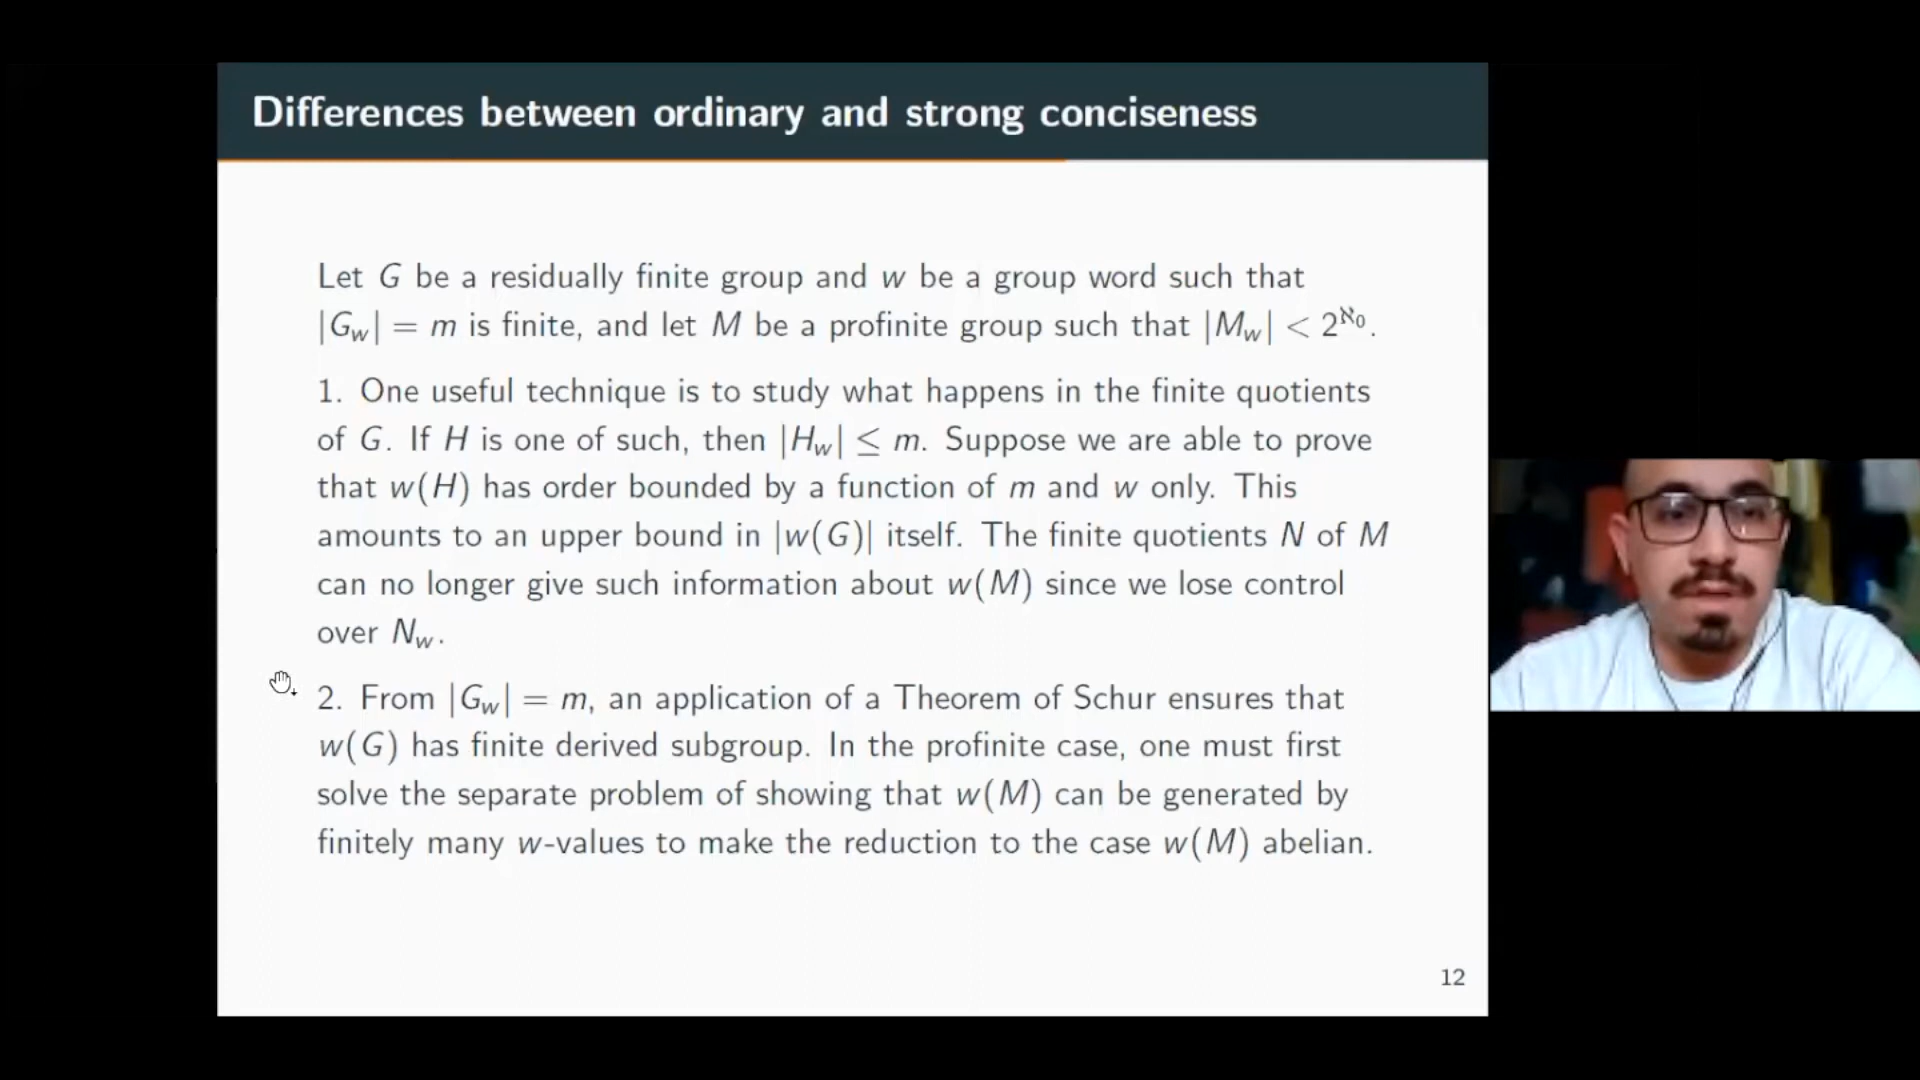 Differences between ordinary and strong conciseness
Let G be a residually finite group and w be a group word such that
|G_w| = m is finite, and let M be a profinite group such that |M_w| < 2^ℵ₀.
1. One useful technique is to study what happens in the finite quotients
of G. If H is one of such, then |H_w| ≤ m. Suppose we are able to prove
that w(H) has order bounded by a function of m and w only. This
amounts to an upper bound in |w(G)| itself. The finite quotients N of M
can no longer give such information about w(M) since we lose control
over N_w.
2. From |G_w| = m, an application of a Theorem of Schur ensures that
w(G) has finite derived subgroup. In the profinite case, one must first
solve the separate problem of showing that w(M) can be generated by
finitely many w-values to make the reduction to the case w(M) abelian.
12